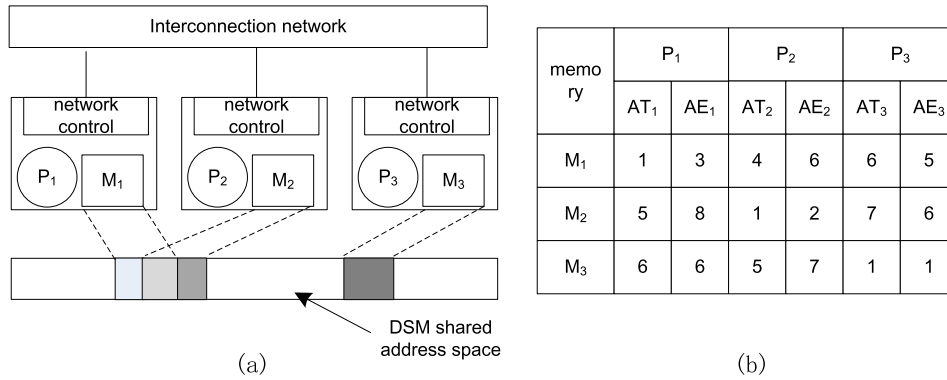 Interconnection network
network control
network control
network control
P1
M1
P2
M2
P3
M3
DSM shared
address space
(a)
memo
ry
P1 P2 P3
AT1 AE1 AT2 AE2 AT3 AE3
M1 1 3 4 6 6 5
M2 5 8 1 2 7 6
M3 6 6 5 7 1 1
(b)